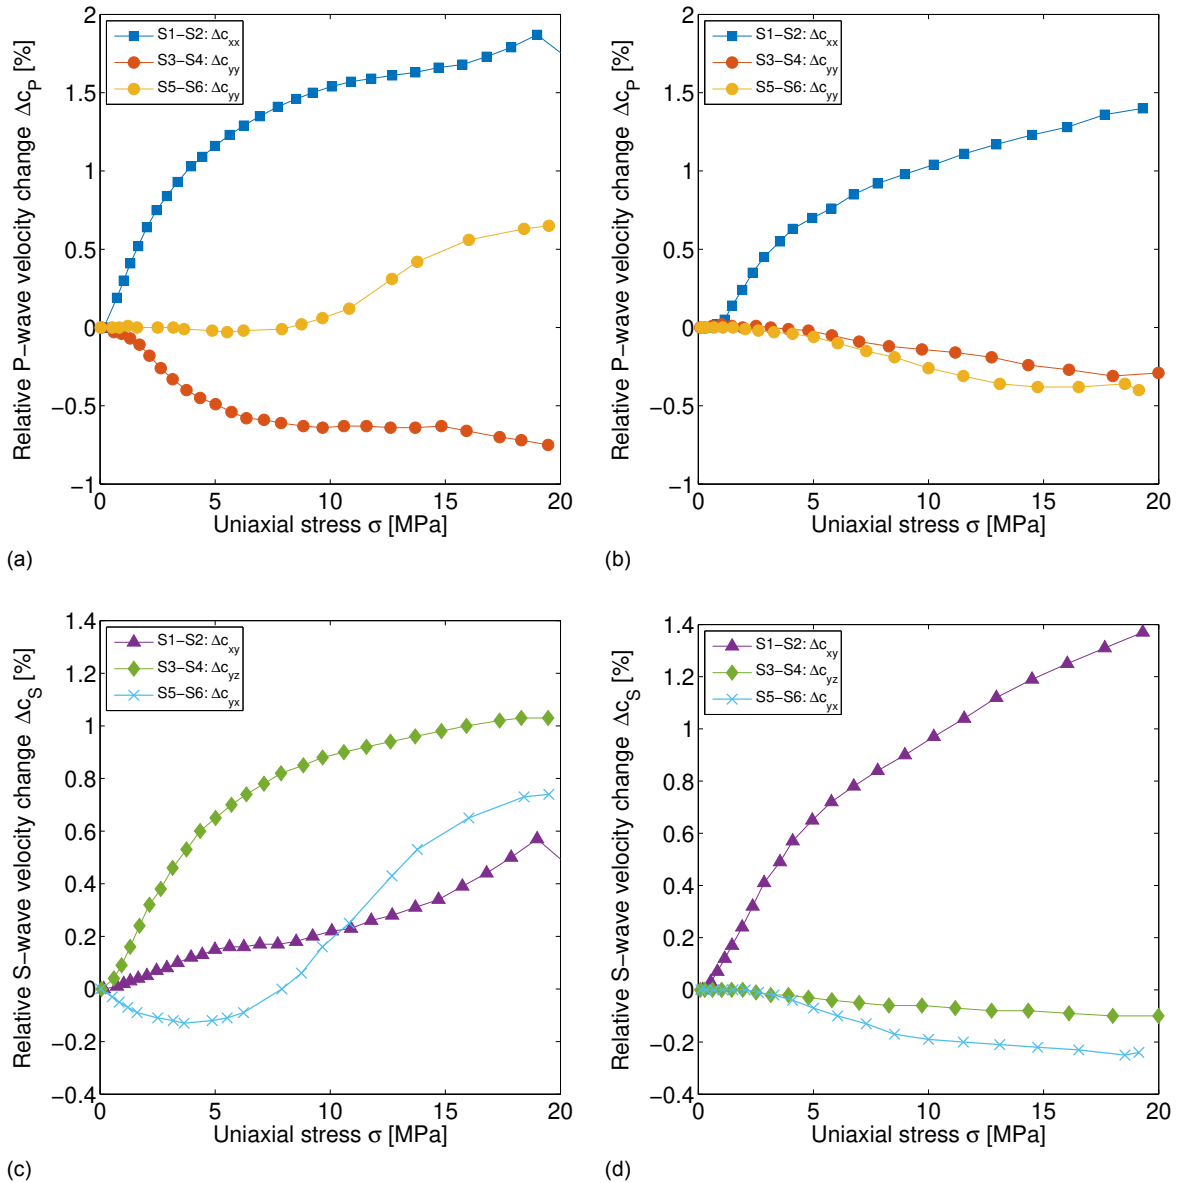 2
1.5
1
0.5
0
−0.5
−1
0
5
10
15
20
Relative P−wave velocity change Δc_P [%]
Uniaxial stress σ [MPa]
S1−S2: Δc_xx
S3−S4: Δc_yy
S5−S6: Δc_yy
(a)
2
1.5
1
0.5
0
−0.5
−1
0
5
10
15
20
Relative P−wave velocity change Δc_P [%]
Uniaxial stress σ [MPa]
S1−S2: Δc_xx
S3−S4: Δc_yy
S5−S6: Δc_yy
(b)
1.4
1.2
1
0.8
0.6
0.4
0.2
0
−0.2
−0.4
0
5
10
15
20
Relative S−wave velocity change Δc_S [%]
Uniaxial stress σ [MPa]
S1−S2: Δc_xy
S3−S4: Δc_yz
S5−S6: Δc_yx
(c)
1.4
1.2
1
0.8
0.6
0.4
0.2
0
−0.2
−0.4
0
5
10
15
20
Relative S−wave velocity change Δc_S [%]
Uniaxial stress σ [MPa]
S1−S2: Δc_xy
S3−S4: Δc_yz
S5−S6: Δc_yx
(d)